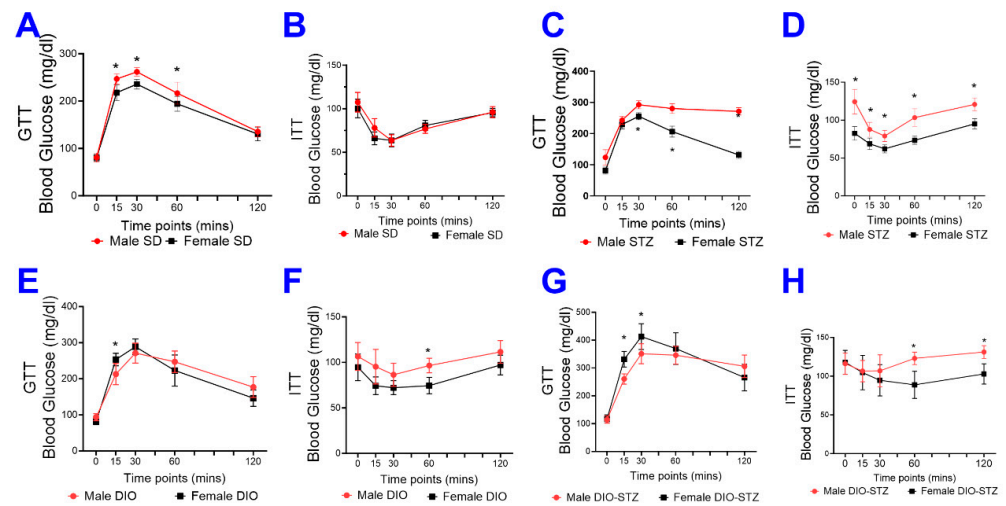 A
GTT
Blood Glucose (mg/dl)
300
200
100
0
* * *
0 15 30 60 120
Time points (mins)
Male SD Female SD
B
ITT
Blood Glucose (mg/dl)
150
100
50
0
0 15 30 60 120
Time points (mins)
Male SD Female SD
C
GTT
Blood Glucose (mg/dl)
400
300
200
100
0
* * *
0 15 30 60 120
Time points (mins)
Male STZ Female STZ
D
ITT
Blood Glucose (mg/dl)
150
100
50
0
* * * * *
0 15 30 60 120
Time points (mins)
Male STZ Female STZ
E
GTT
Blood Glucose (mg/dl)
400
300
200
100
0
*
0 15 30 60 120
Time points (mins)
Male DIO Female DIO
F
ITT
Blood Glucose (mg/dl)
200
150
100
50
0
*
0 15 30 60 120
Time points (mins)
Male DIO Female DIO
G
GTT
Blood Glucose (mg/dl)
500
400
300
200
100
0
* *
0 15 30 60 120
Time points (mins)
Male DIO-STZ Female DIO-STZ
H
ITT
Blood Glucose (mg/dl)
150
100
50
0
* *
0 15 30 60 120
Time points (mins)
Male DIO-STZ Female DIO-STZ